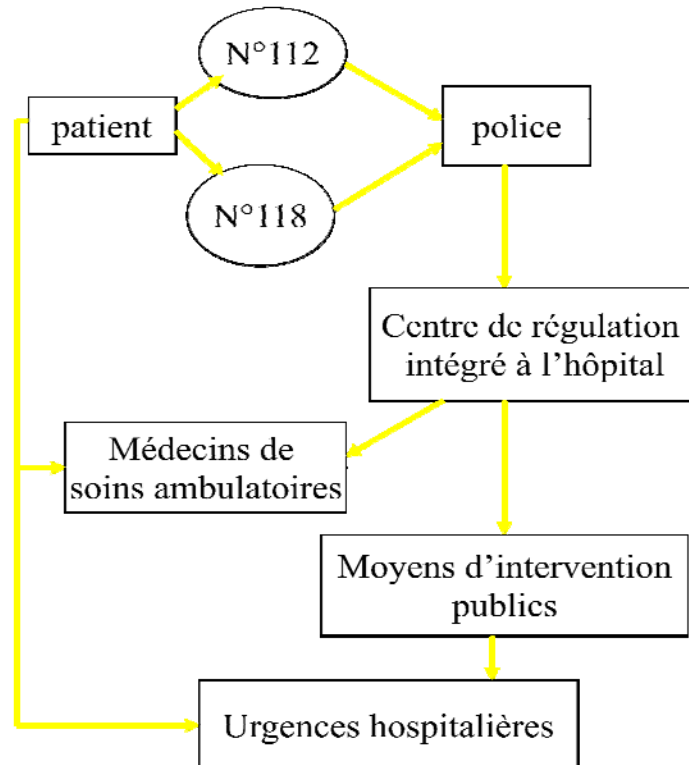 N°112
patient
police
N°118
Centre de régulation
intégré à l'hôpital
Médecins de
soins ambulatoires
Moyens d'intervention
publics
Urgences hospitalières